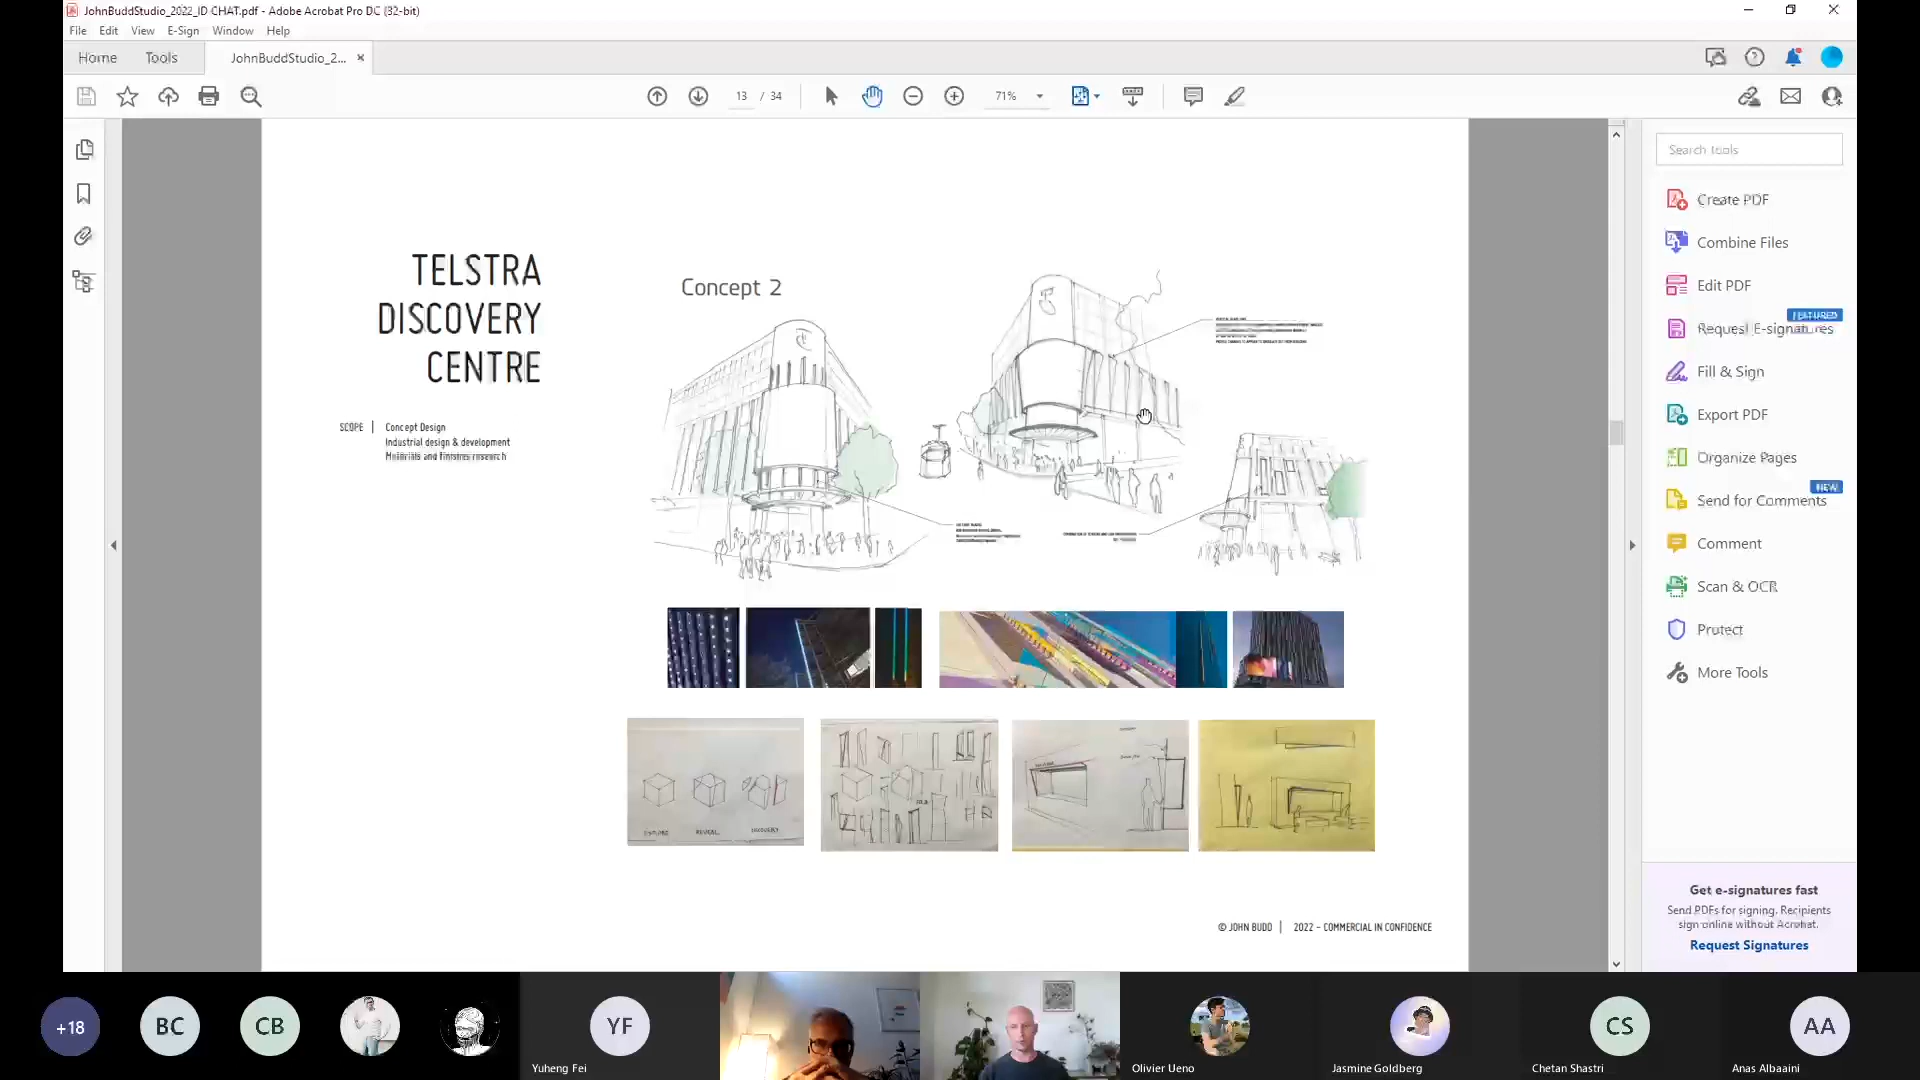 JohnBuddStudio_2022_ID CHAT.pdf - Adobe Acrobat Pro DC (32-bit)
File Edit View E-Sign Window Help
Home Tools JohnBuddStudio_2... ×
13 / 34 71%
Search tools
Create PDF
Combine Files
Edit PDF
FEATURED
Request E-signatures
Fill & Sign
Export PDF
Organize Pages
NEW
Send for Comments
Comment
Scan & OCR
Protect
More Tools
Get e-signatures fast
Send PDFs for signing. Recipients
sign online without Acrobat.
Request Signatures
TELSTRA
DISCOVERY
CENTRE
SCOPE | Concept Design
Industrial design & development
Materials and finishes research
Concept 2
EXPLORE REVEAL DISCOVERY
© JOHN BUDD | 2022 - COMMERCIAL IN CONFIDENCE
+18
BC
CB
YF
Yuheng Fei
Olivier Ueno
Jasmine Goldberg
CS
Chetan Shastri
AA
Anas Albaaini